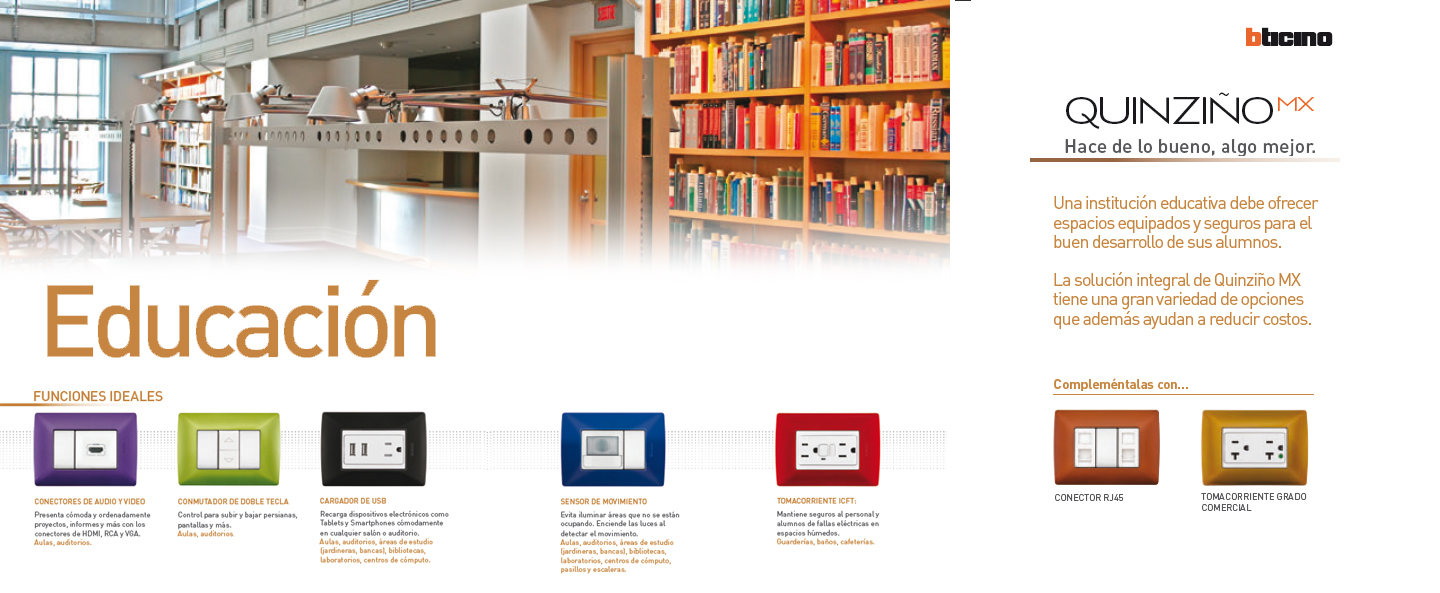 SORTIE
Educación
FUNCIONES IDEALES
CONECTORES DE AUDIO Y VIDEO
Presenta cómoda y ordenadamente
proyectos, informes y más con los
conectores de HDMI, RCA y VGA.
Aulas, auditorios.
CONMUTADOR DE DOBLE TECLA
Control para subir y bajar persianas,
pantallas y más.
Aulas, auditorios.
CARGADOR DE USB
Recarga dispositivos electrónicos como
Tablets y Smartphones cómodamente
en cualquier salón o auditorio.
Aulas, auditorios, áreas de estudio
(jardineras, bancas), bibliotecas,
laboratorios, centros de cómputo.
SENSOR DE MOVIMIENTO
Evita iluminar áreas que no se están
ocupando. Enciende las luces al
detectar el movimiento.
Aulas, auditorios, áreas de estudio
(jardineras, bancas), bibliotecas,
laboratorios, centros de cómputo,
pasillos y escaleras.
TOMACORRIENTE ICFT:
Mantiene seguros al personal y
alumnos de fallas eléctricas en
espacios húmedos.
Guarderías, baños, cafeterías.
bticino
QUINZIÑO MX
Hace de lo bueno, algo mejor.
Una institución educativa debe ofrecer
espacios equipados y seguros para el
buen desarrollo de sus alumnos.
La solución integral de Quinziño MX
tiene una gran variedad de opciones
que además ayudan a reducir costos.
Compleméntalas con...
CONECTOR RJ45
TOMACORRIENTE GRADO
COMERCIAL